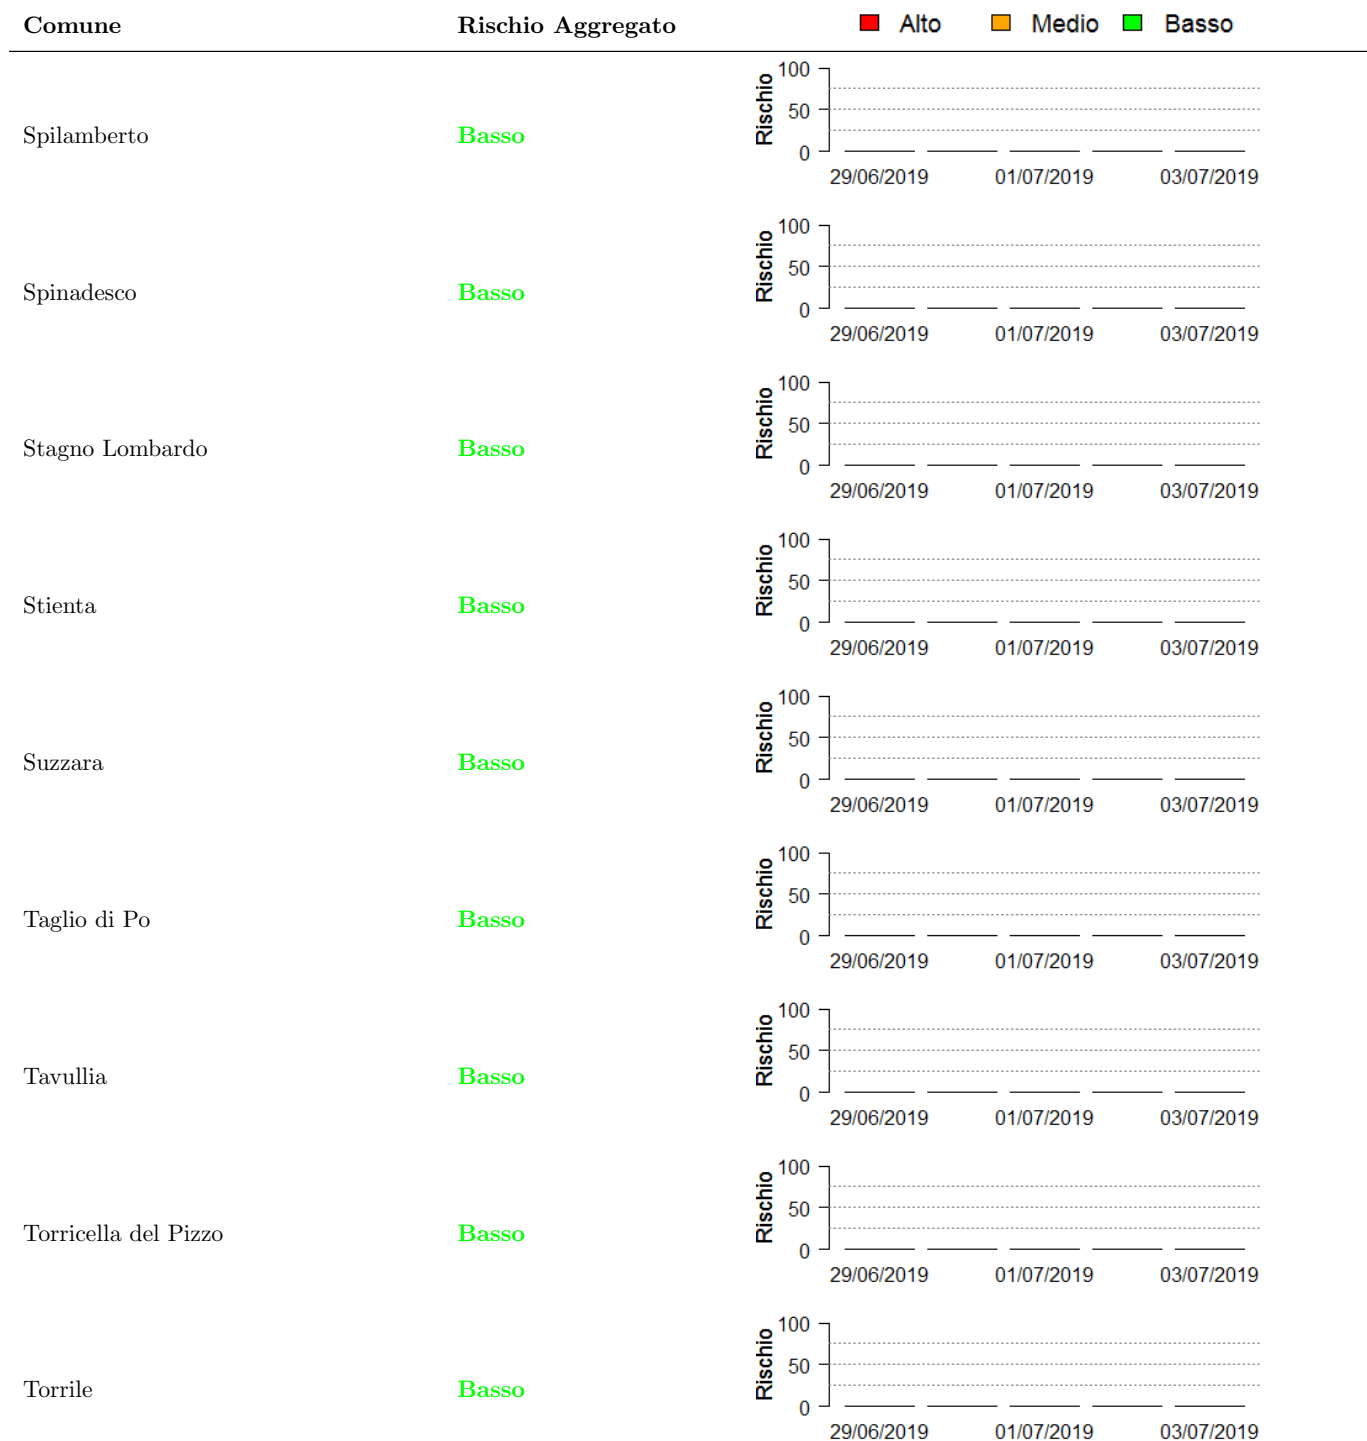 Comune Rischio Aggregato Alto Medio Basso
100
50
0
Rischio
Spilamberto Basso
29/06/2019 01/07/2019 03/07/2019
100
50
0
Rischio
Spinadesco Basso
29/06/2019 01/07/2019 03/07/2019
100
50
0
Rischio
Stagno Lombardo Basso
29/06/2019 01/07/2019 03/07/2019
100
50
0
Rischio
Stienta Basso
29/06/2019 01/07/2019 03/07/2019
100
50
0
Rischio
Suzzara Basso
29/06/2019 01/07/2019 03/07/2019
100
50
0
Rischio
Taglio di Po Basso
29/06/2019 01/07/2019 03/07/2019
100
50
0
Rischio
Tavullia Basso
29/06/2019 01/07/2019 03/07/2019
100
50
0
Rischio
Torricella del Pizzo Basso
29/06/2019 01/07/2019 03/07/2019
100
50
0
Rischio
Torrile Basso
29/06/2019 01/07/2019 03/07/2019